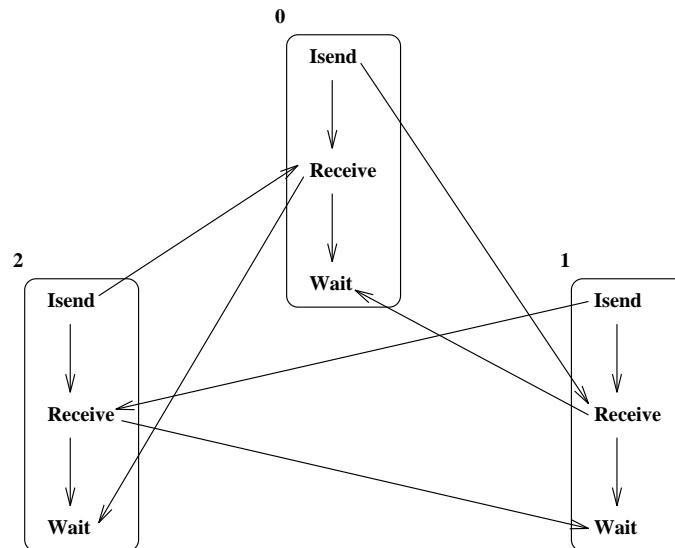 0
Isend
Receive
Wait
2
Isend
Receive
Wait
1
Isend
Receive
Wait